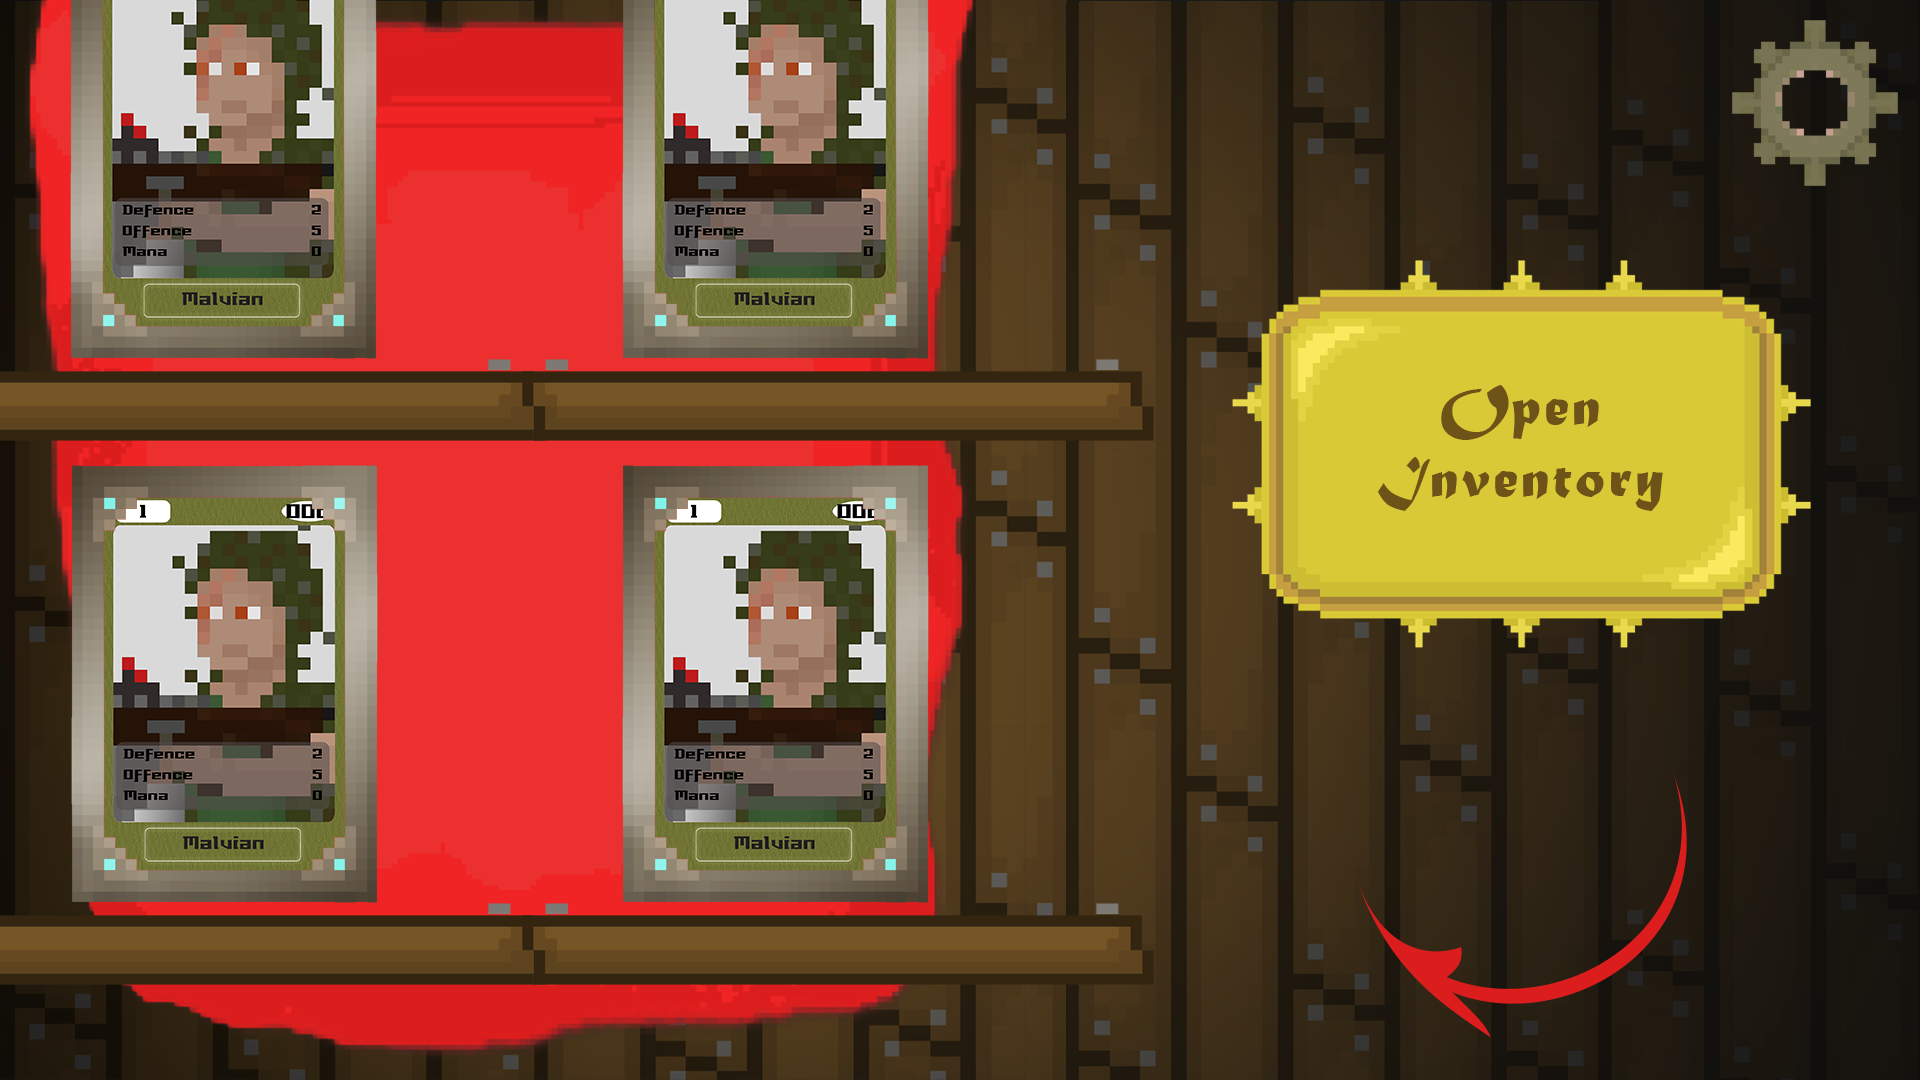 Defence 2
Offence 5
Mana 0
Malvian
Defence 2
Offence 5
Mana 0
Malvian
Open
Inventory
1
Defence 2
Offence 5
Mana 0
Malvian
1
Defence 2
Offence 5
Mana 0
Malvian